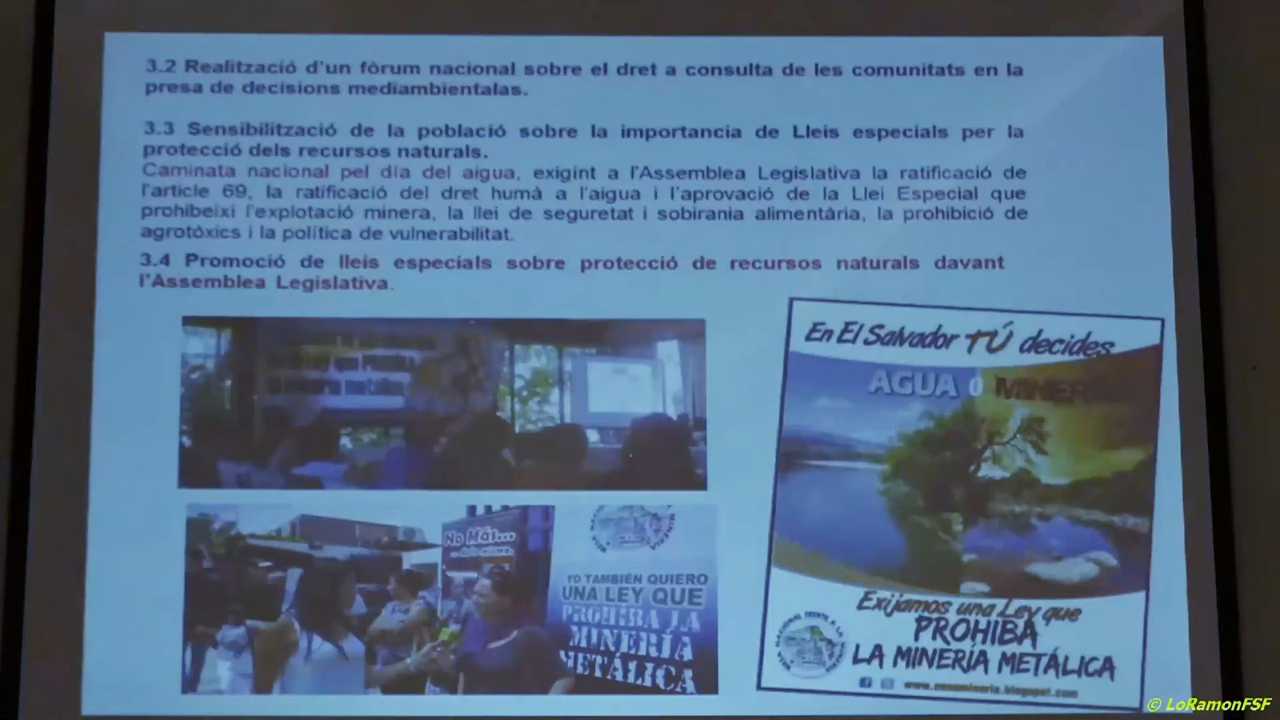 3.2 Realització d'un fòrum nacional sobre el dret a consulta de les comunitats en la
presa de decisions mediambientalas.
3.3 Sensibilització de la població sobre la importancia de Lleis especials per la
protecció dels recursos naturals.
Caminata nacional pel día del aigua, exigint a l'Assemblea Legislativa la ratificació de
l'article 69, la ratificació del dret humà a l'aigua i l'aprovació de la Llei Especial que
prohibeixi l'explotació minera, la llei de seguretat i sobirania alimentària, la prohibició de
agrotòxics i la política de vulnerabilitat.
3.4 Promoció de lleis especials sobre protecció de recursos naturals davant
l'Assemblea Legislativa.
En El Salvador TÚ decides
AGUA o
No Más...
YO TAMBIÉN QUIERO
UNA LEY QUE
PROHIBA LA
MINERÍA
METÁLICA
Exijamos una Ley que
PROHIBA
LA MINERÍA METÁLICA
© LoRamonFSF